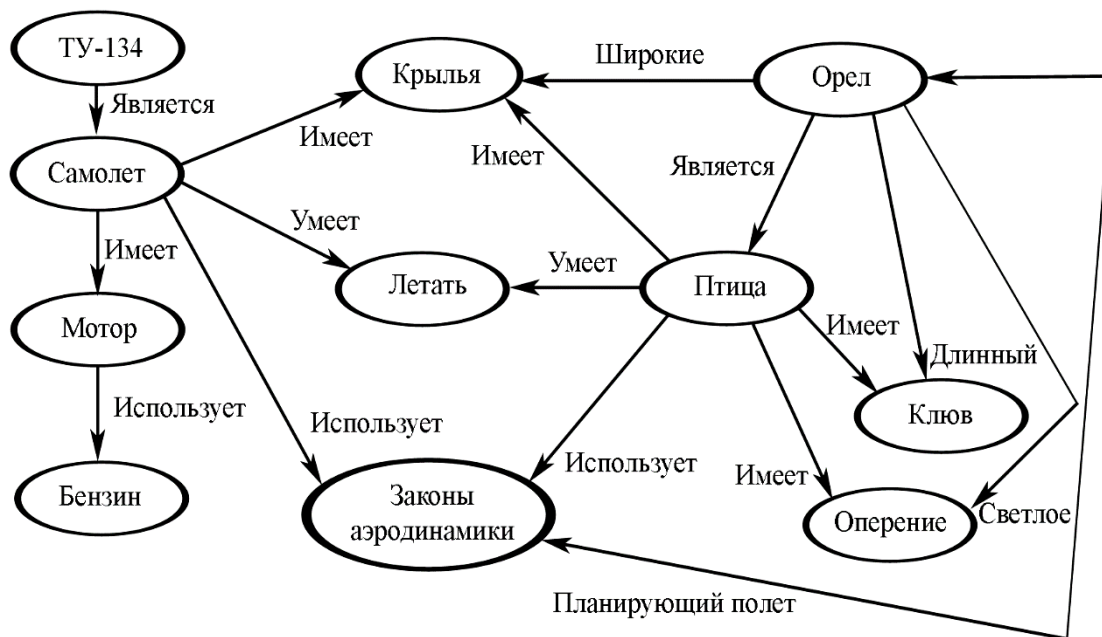 ТУ-134
Крылья
Широкие
Орел
Является
Имеет
Имеет
Является
Самолет
Умеет
Умеет
Имеет
Летать
Птица
Мотор
Имеет
Длинный
Использует
Клюв
Использует
Использует
Имеет
Бензин
Законы
аэродинамики
Оперение
Светлое
Планирующий полет